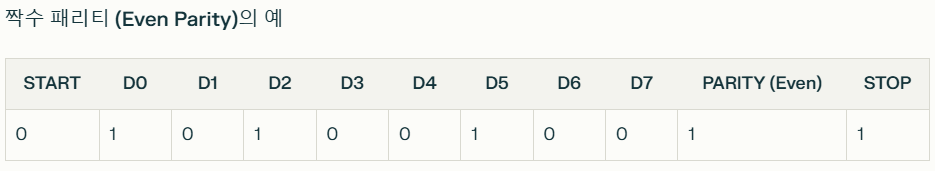 짝수 패리티 (Even Parity)의 예
START D0 D1 D2 D3 D4 D5 D6 D7 PARITY (Even) STOP
0 1 0 1 0 0 1 0 0 1 1